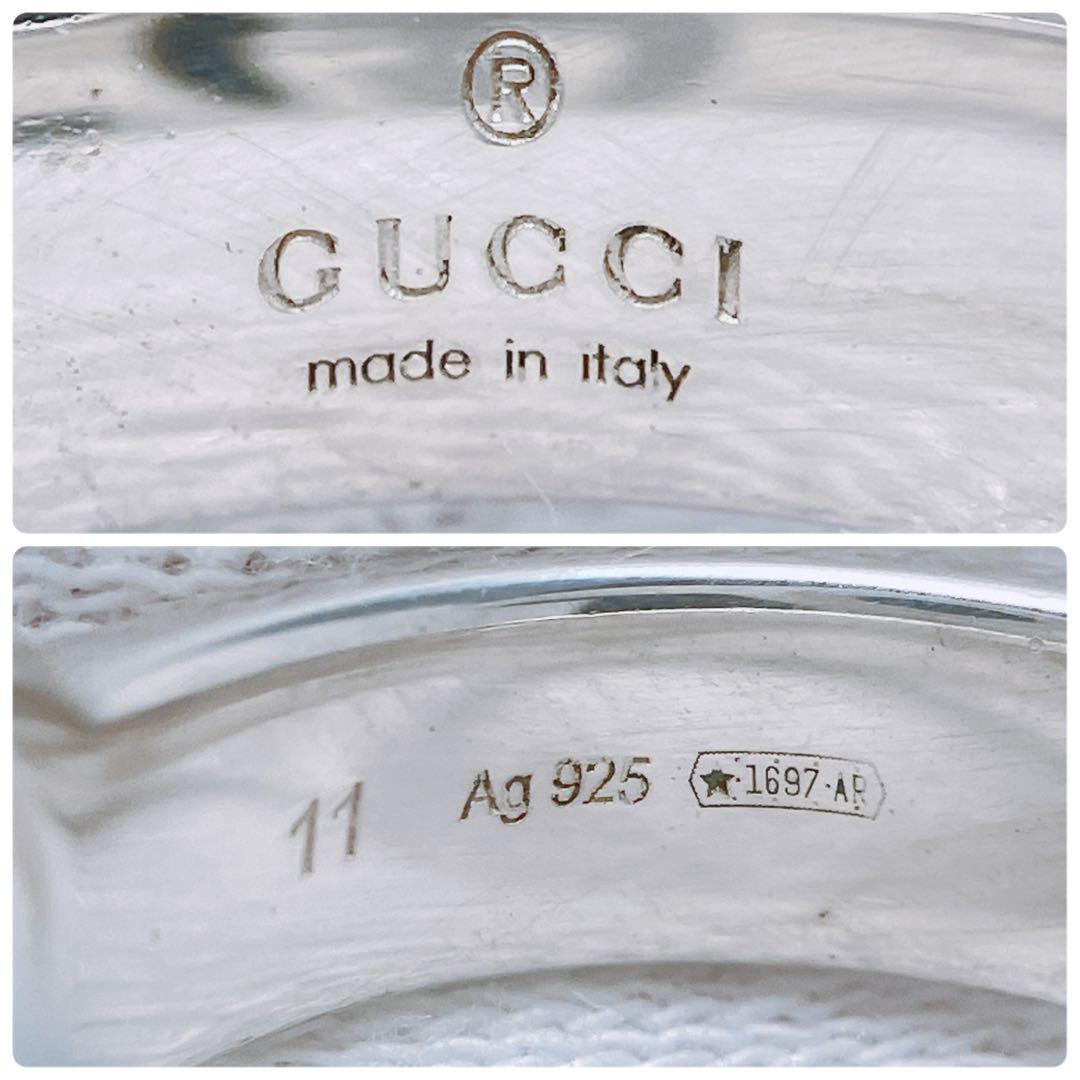 ®
GUCCI
made in italy
11 Ag 925 ★1697·AR